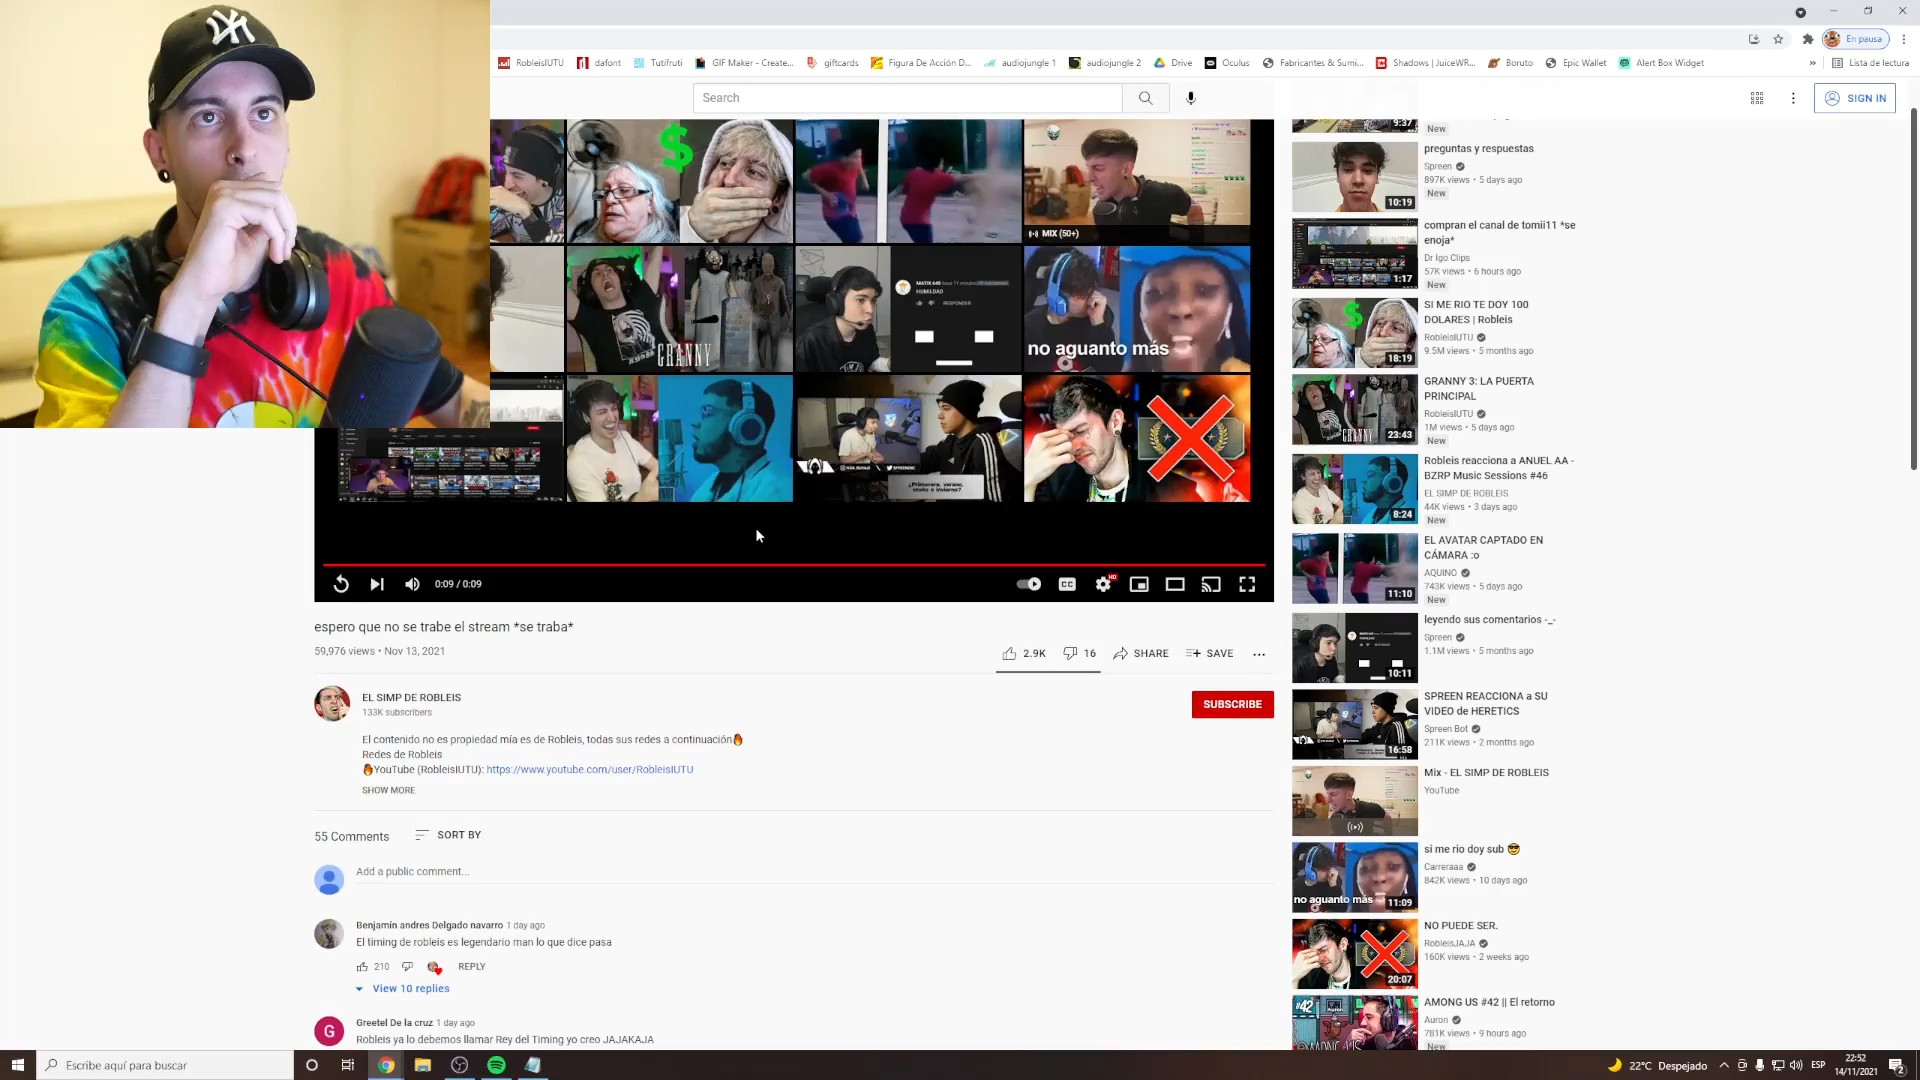 En pausa
RobleisIUTU
dafont
Tutifruti
GIF Maker - Create...
giftcards
Figura De Acción D...
audiojungle 1
audiojungle 2
Drive
Oculus
Fabricantes & Sumi...
Shadows | JuiceWR...
Boruto
Epic Wallet
Alert Box Widget
»
Lista de lectura
Search
SIGN IN
$
MIX (50+)
MATIX 645 hace 11 minutos
HUMILDAD
RESPONDER
GRANNY
no aguanto más
¿Primavera, verano,
otoño o invierno?
0:09 / 0:09
CC
HD
espero que no se trabe el stream *se traba*
59,976 views • Nov 13, 2021
2.9K
16
SHARE
SAVE
EL SIMP DE ROBLEIS
133K subscribers
SUBSCRIBE
El contenido no es propiedad mía es de Robleis, todas sus redes a continuación🔥
Redes de Robleis
🔥YouTube (RobleisIUTU): https://www.youtube.com/user/RobleisIUTU
SHOW MORE
55 Comments
SORT BY
Add a public comment...
Benjamín andres Delgado navarro 1 day ago
El timing de robleis es legendario man lo que dice pasa
210
REPLY
View 10 replies
G
Greetel De la cruz 1 day ago
Robleis ya lo debemos llamar Rey del Timing yo creo JAJAKAJA
9:37
New
preguntas y respuestas
Spreen
897K views • 5 days ago
New
10:19
compran el canal de tomii11 *se
enoja*
Dr Igo Clips
57K views • 6 hours ago
New
1:17
SI ME RIO TE DOY 100
DOLARES | Robleis
RobleisIUTU
9.5M views • 5 months ago
$
18:19
GRANNY 3: LA PUERTA
PRINCIPAL
RobleisIUTU
1M views • 5 days ago
New
GRANNY
23:43
Robleis reacciona a ANUEL AA -
BZRP Music Sessions #46
EL SIMP DE ROBLEIS
44K views • 3 days ago
New
8:24
EL AVATAR CAPTADO EN
CÁMARA :o
AQUINO
743K views • 5 days ago
New
11:10
leyendo sus comentarios -_-
Spreen
1.1M views • 5 months ago
10:11
SPREEN REACCIONA a SU
VIDEO de HERETICS
Spreen Bot
211K views • 2 months ago
16:58
Mix - EL SIMP DE ROBLEIS
YouTube
si me rio doy sub 😎
Carreraaa
842K views • 10 days ago
no aguanto más
11:09
NO PUEDE SER.
RobleisJAJA
160K views • 2 weeks ago
20:07
AMONG US #42 || El retorno
Auron
781K views • 9 hours ago
New
#42
Escribe aquí para buscar
22°C Despejado
ESP
22:52
14/11/2021
2